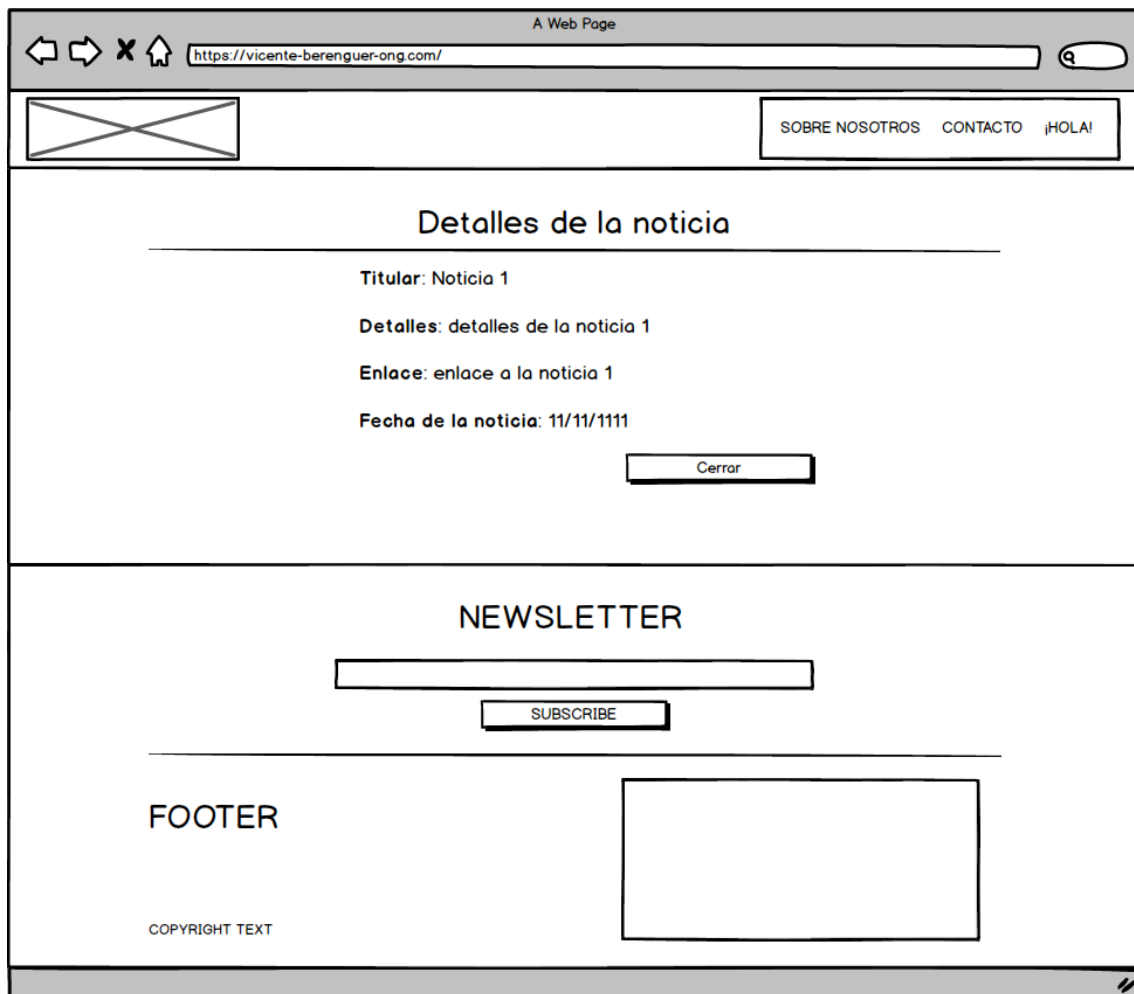 A Web Page
https://vicente-berenguer-ong.com/
SOBRE NOSOTROS CONTACTO ¡HOLA!
Detalles de la noticia
Titular: Noticia 1
Detalles: detalles de la noticia 1
Enlace: enlace a la noticia 1
Fecha de la noticia: 11/11/1111
Cerrar
NEWSLETTER
SUBSCRIBE
FOOTER
COPYRIGHT TEXT